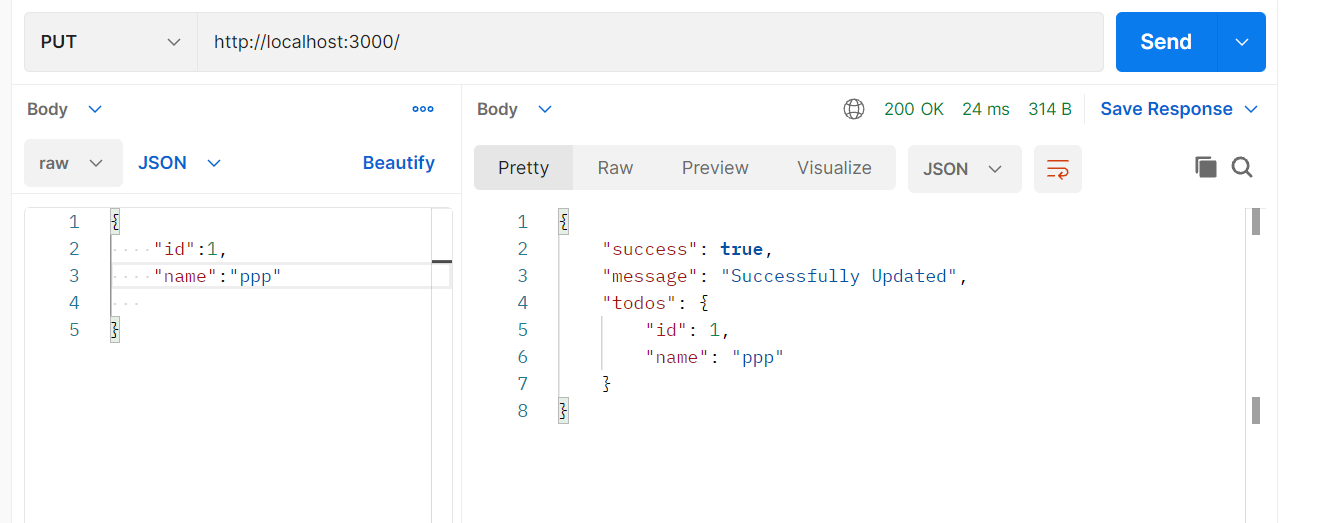 PUT http://localhost:3000/ Send
Body ooo
raw JSON Beautify
1 {
2 "id":1,
3 "name":"ppp"
4
5 }
Body 200 OK 24 ms 314 B Save Response
Pretty Raw Preview Visualize JSON
1 {
2 "success": true,
3 "message": "Successfully Updated",
4 "todos": {
5 "id": 1,
6 "name": "ppp"
7 }
8 }